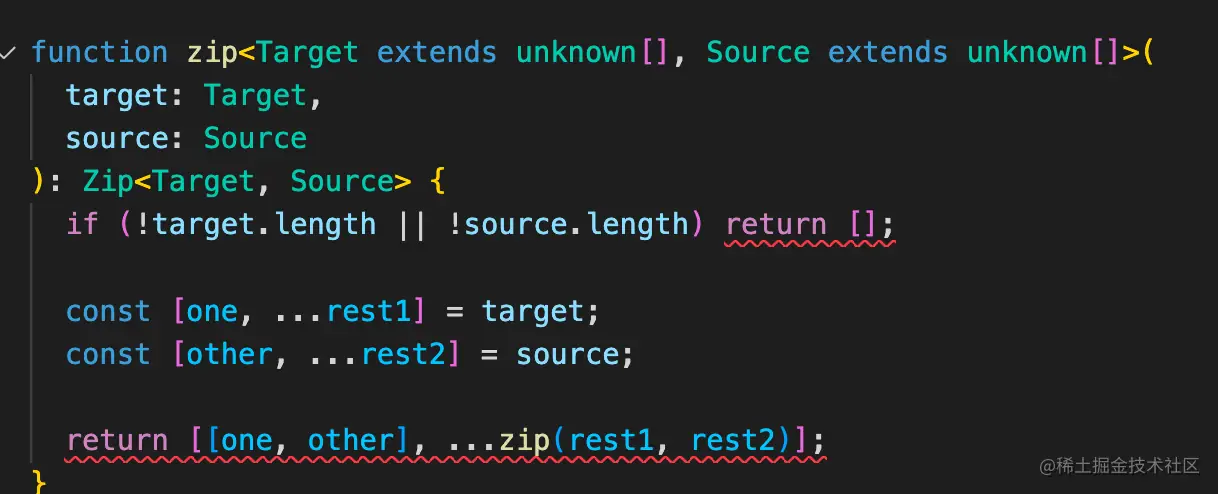 function zip<Target extends unknown[], Source extends unknown[]>(
  target: Target,
  source: Source
): Zip<Target, Source> {
  if (!target.length || !source.length) return [];
  const [one, ...rest1] = target;
  const [other, ...rest2] = source;
  return [[one, other], ...zip(rest1, rest2)];
}
@稀土掘金技术社区